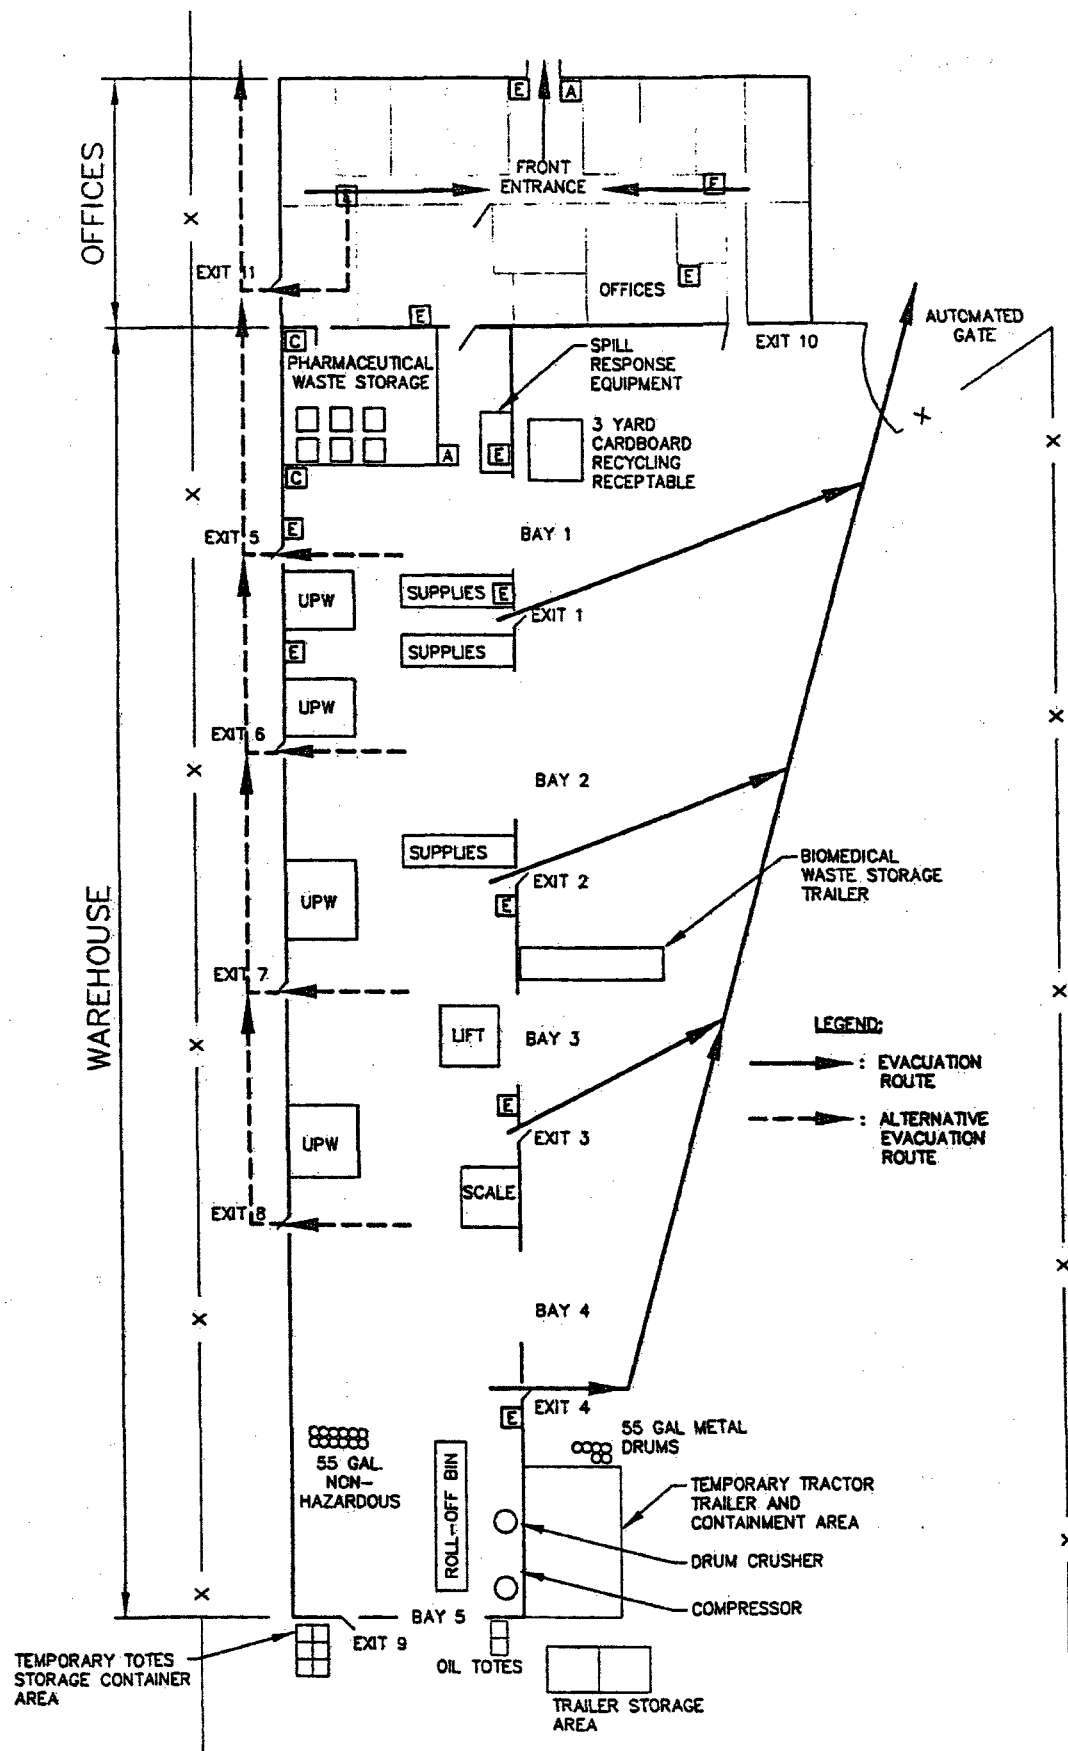 E
A
OFFICES
FRONT
ENTRANCE
E
EXIT 11
E
OFFICES
E
AUTOMATED
GATE
EXIT 10
C
PHARMACEUTICAL
WASTE STORAGE
SPILL
RESPONSE
EQUIPMENT
3 YARD
CARDBOARD
RECYCLING
RECEPTABLE
A
E
C
E
EXIT 5
BAY 1
UPW
SUPPLIES
E
EXIT 1
E
SUPPLIES
UPW
EXIT 6
BAY 2
SUPPLIES
BIOMEDICAL
WASTE STORAGE
TRAILER
EXIT 2
UPW
E
WAREHOUSE
EXIT 7
LIFT
BAY 3
LEGEND:
: EVACUATION
ROUTE
E
: ALTERNATIVE
EVACUATION
ROUTE
UPW
EXIT 3
SCALE
EXIT 8
BAY 4
EXIT 4
E
55 GAL METAL
DRUMS
55 GAL
NON-
HAZARDOUS
ROLL-OFF BIN
TEMPORARY TRACTOR
TRAILER AND
CONTAINMENT AREA
DRUM CRUSHER
COMPRESSOR
BAY 5
EXIT 9
TEMPORARY TOTES
STORAGE CONTAINER
AREA
OIL TOTES
TRAILER STORAGE
AREA